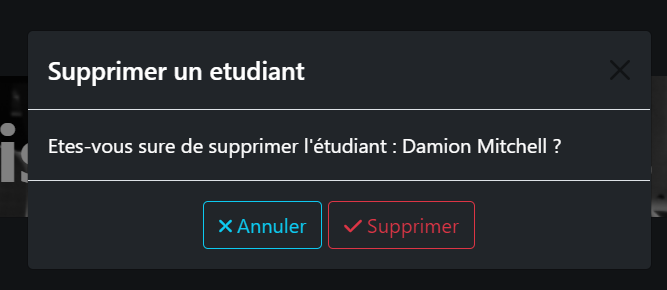 Supprimer un etudiant
Etes-vous sure de supprimer l'étudiant : Damion Mitchell ?
Annuler
Supprimer